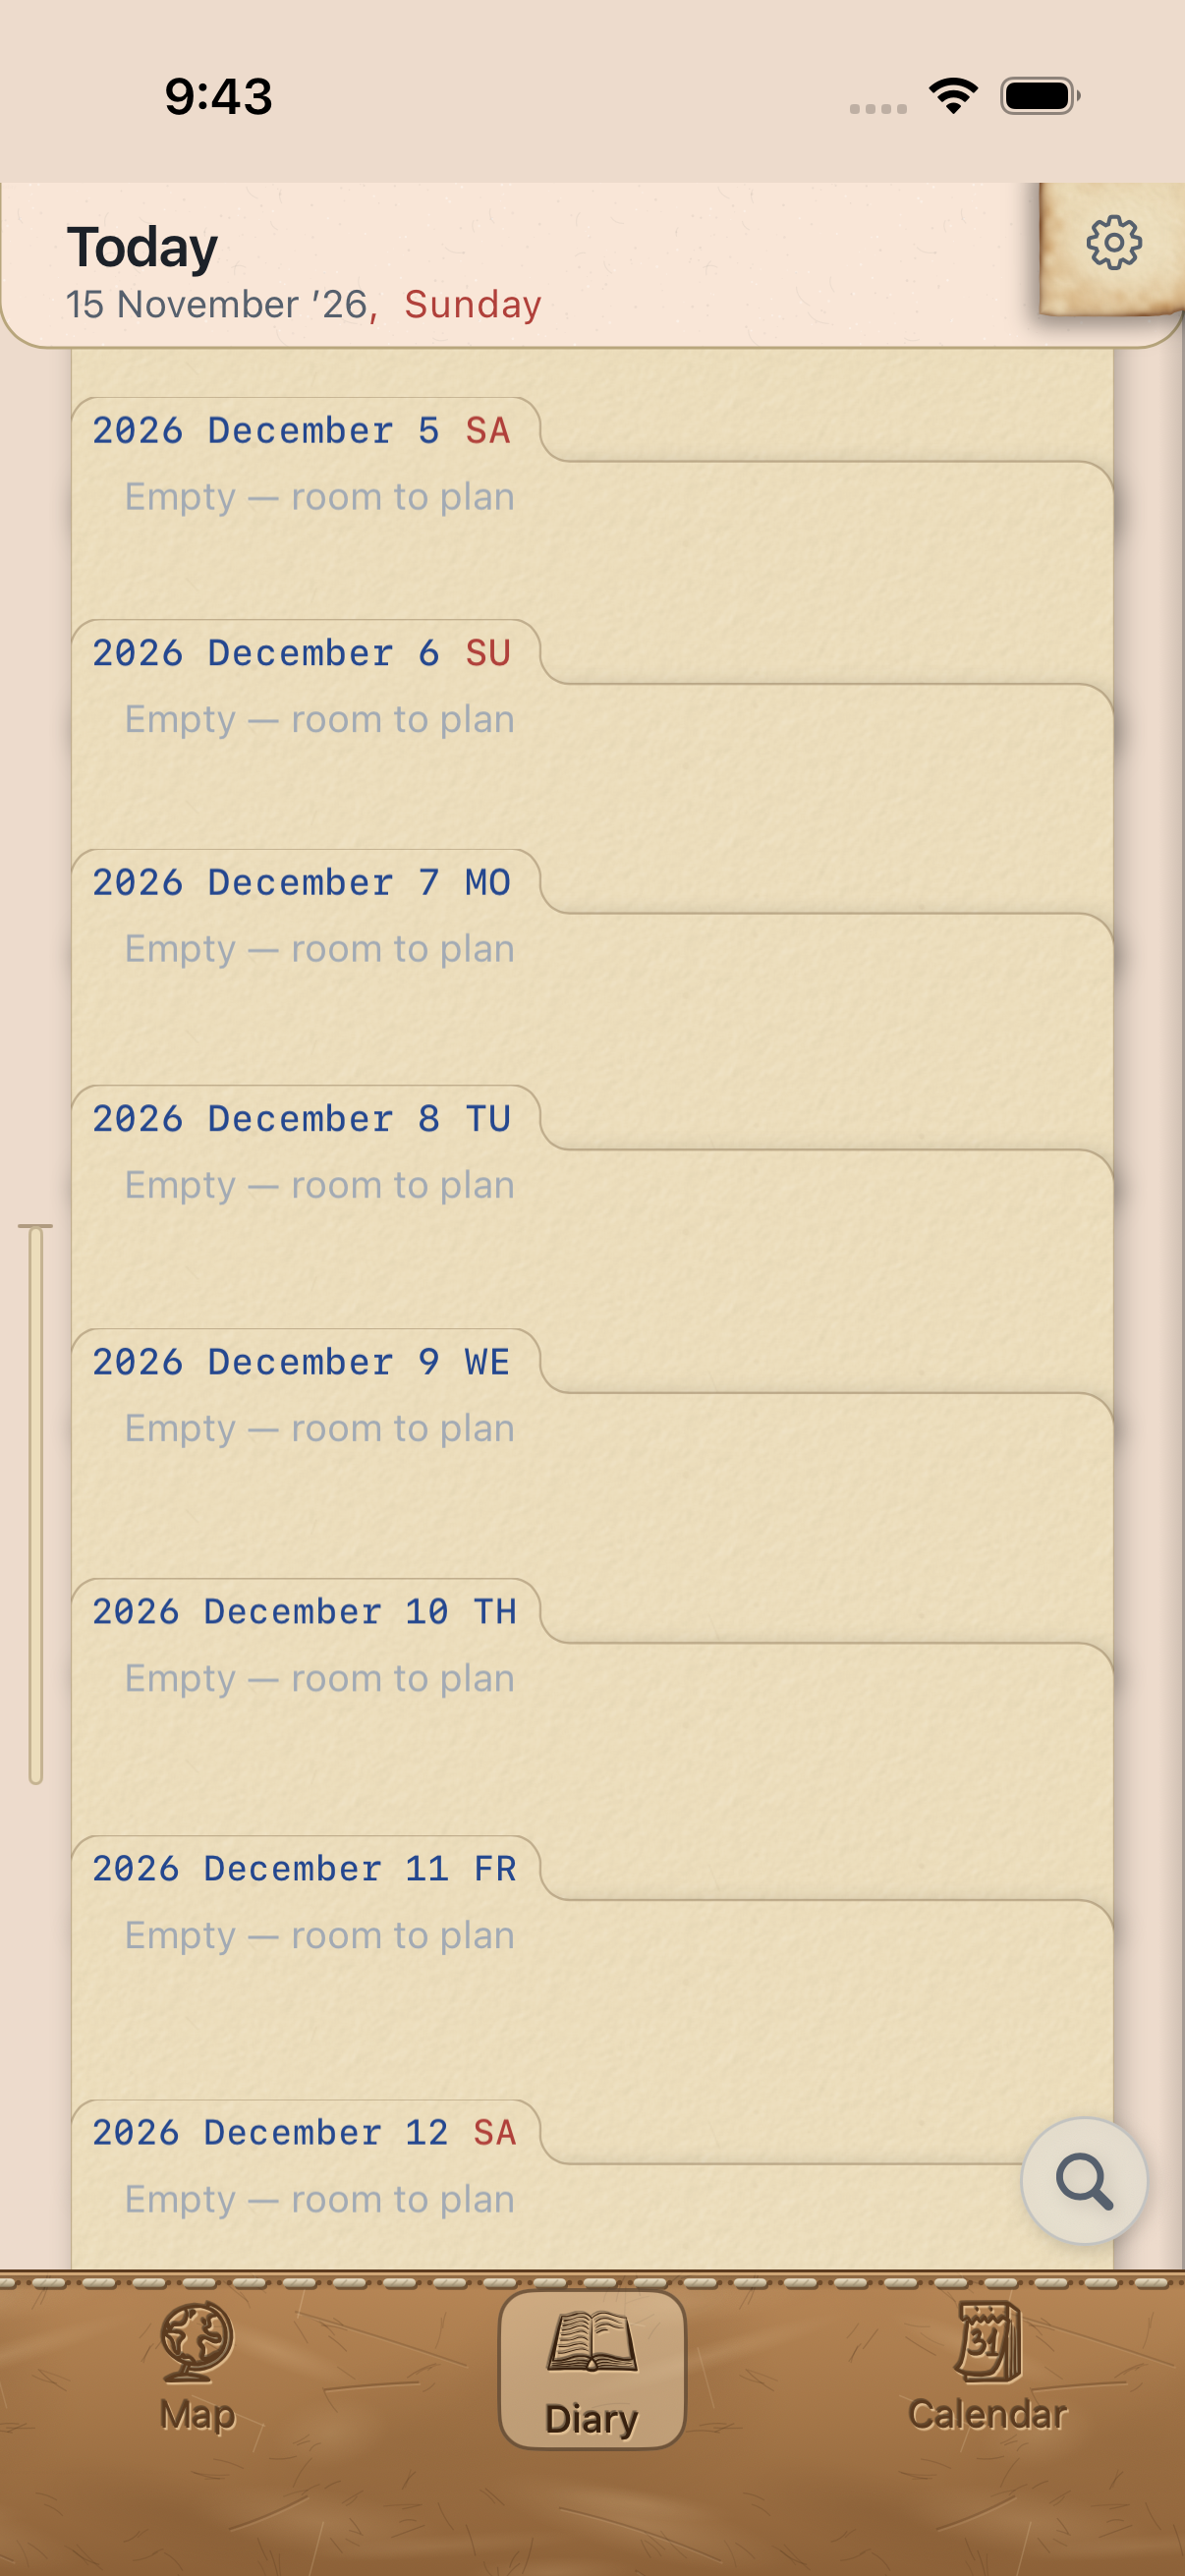 9:43
Today
15 November ’26, Sunday
2026 December 5 SA
Empty — room to plan
2026 December 6 SU
Empty — room to plan
2026 December 7 MO
Empty — room to plan
2026 December 8 TU
Empty — room to plan
2026 December 9 WE
Empty — room to plan
2026 December 10 TH
Empty — room to plan
2026 December 11 FR
Empty — room to plan
2026 December 12 SA
Empty — room to plan
31
Map
Diary
Calendar